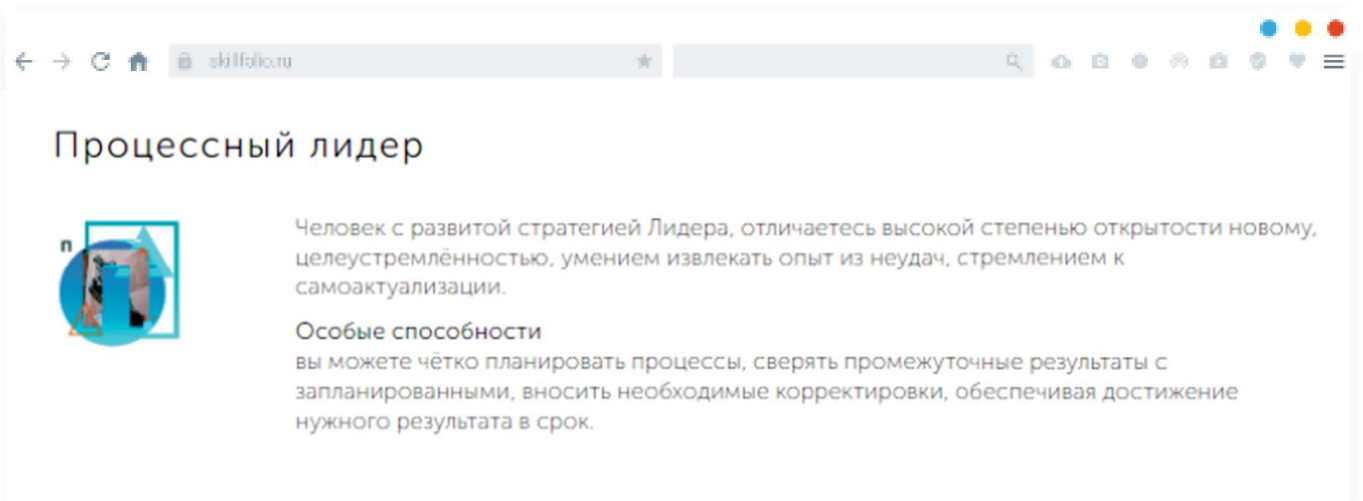 skillfolio.ru
Процессный лидер
п
Человек с развитой стратегией Лидера, отличаетесь высокой степенью открытости новому,
целеустремлённостью, умением извлекать опыт из неудач, стремлением к
самоактуализации.
Особые способности
вы можете чётко планировать процессы, сверять промежуточные результаты с
запланированными, вносить необходимые корректировки, обеспечивая достижение
нужного результата в срок.